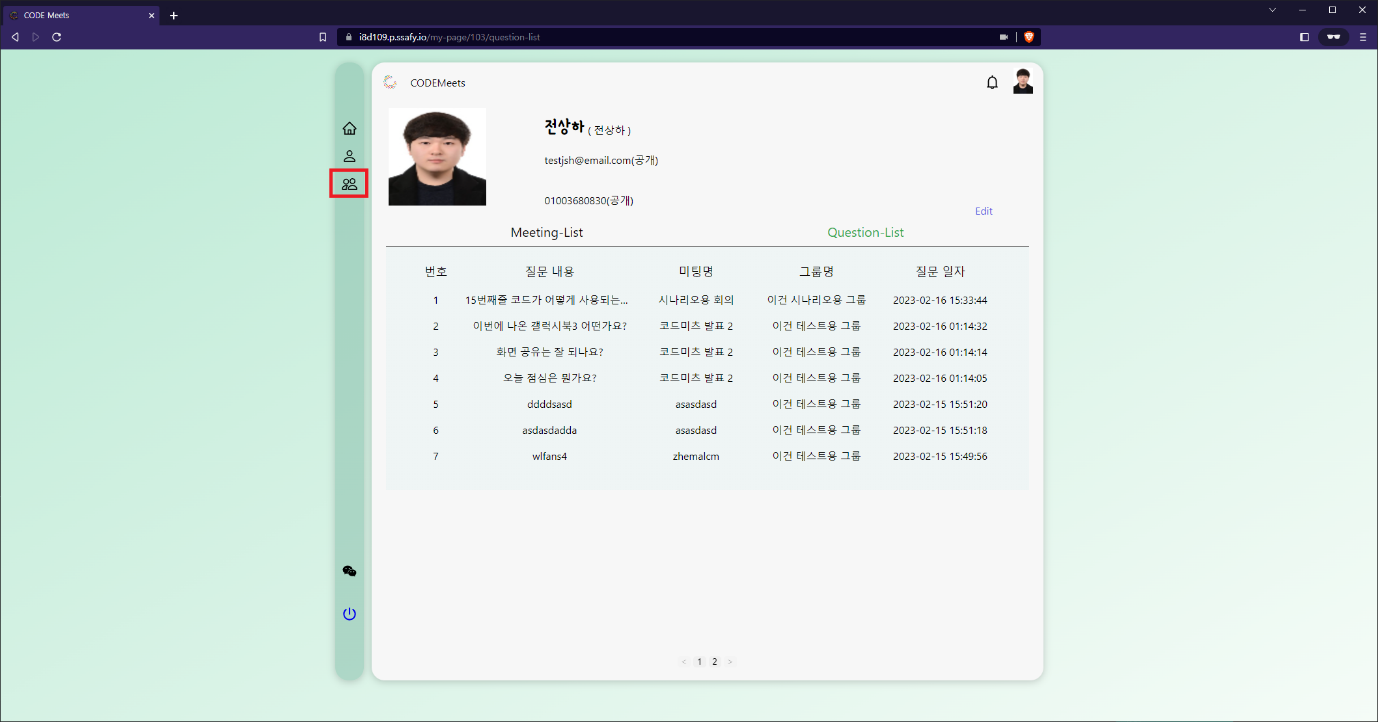 CODE Meets
i8d109.p.ssafy.io/my-page/103/question-list
CODEMeets
전상하 ( 전상하 )
testjsh@email.com(공개)
01003680830(공개)
Edit
Meeting-List Question-List
번호 질문 내용 미팅명 그룹명 질문 일자
1 15번째줄 코드가 어떻게 사용되는... 시나리오용 회의 이건 시나리오용 그룹 2023-02-16 15:33:44
2 이번에 나온 갤럭시북3 어떤가요? 코드미츠 발표 2 이건 테스트용 그룹 2023-02-16 01:14:32
3 화면 공유는 잘 되나요? 코드미츠 발표 2 이건 테스트용 그룹 2023-02-16 01:14:14
4 오늘 점심은 뭔가요? 코드미츠 발표 2 이건 테스트용 그룹 2023-02-16 01:14:05
5 ddddsasd asasdasd 이건 테스트용 그룹 2023-02-15 15:51:20
6 asdasdadda asasdasd 이건 테스트용 그룹 2023-02-15 15:51:18
7 wlfans4 zhemalcm 이건 테스트용 그룹 2023-02-15 15:49:56
< 1 2 >